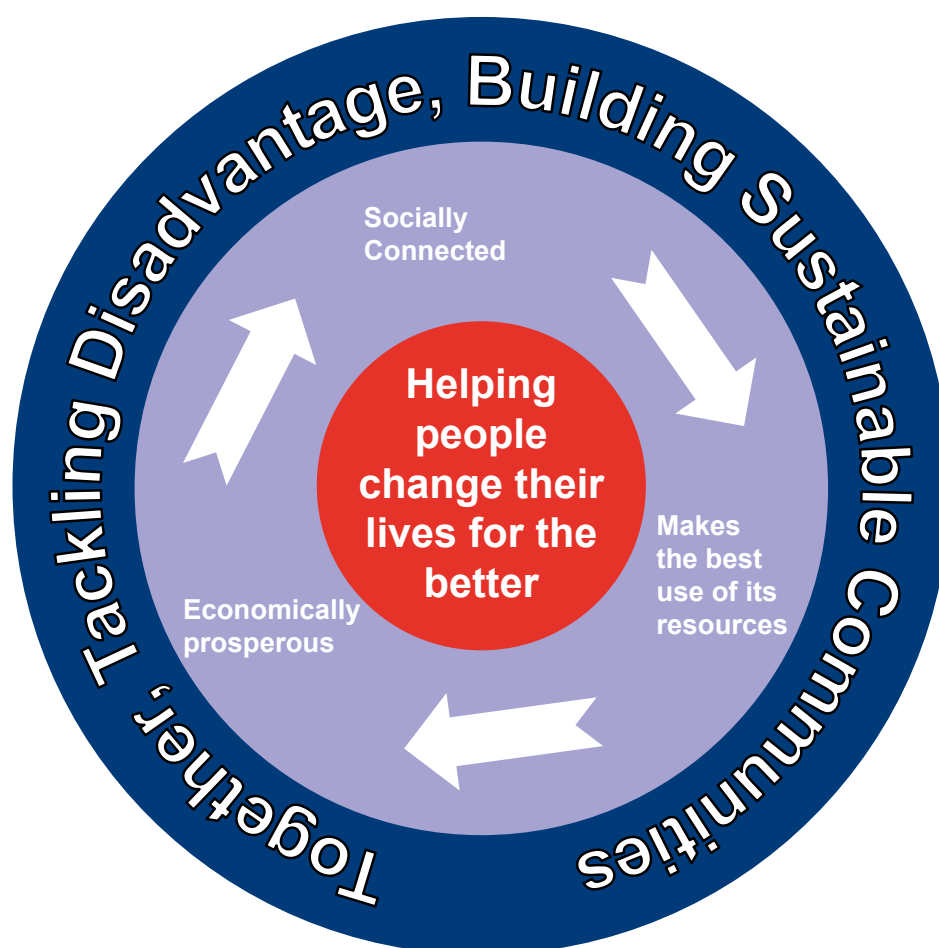 Together, Tackling Disadvantage, Building Sustainable Communities
Socially
Connected
Helping
people
change their
lives for the
better
Makes
the best
use of its
resources
Economically
prosperous